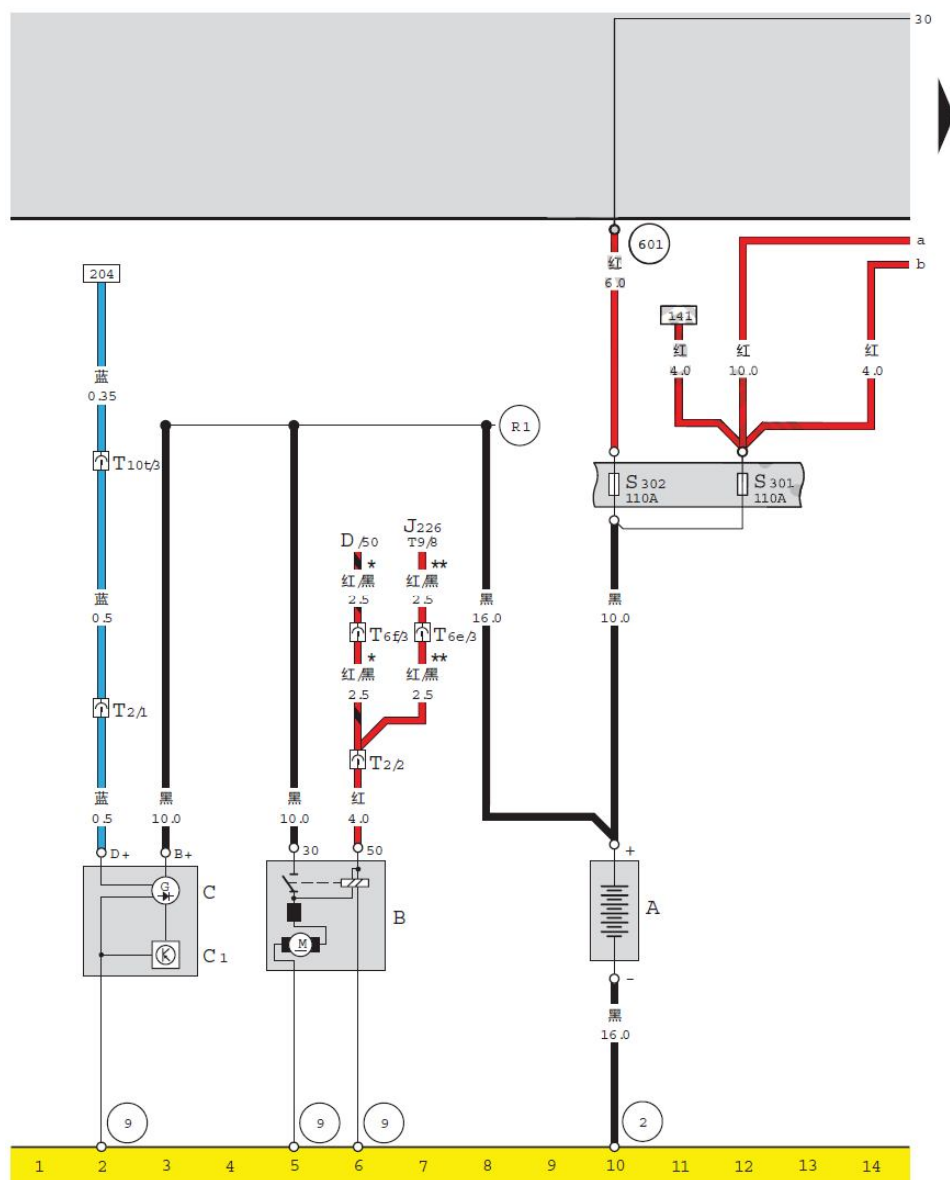 30
601
a
红
6.0
b
204
141
红
4.0
红
10.0
红
4.0
蓝
0.35
R1
T10t/3
S302
110A
S301
110A
D/50
J226
T9/8
*
**
红/黑
2.5
红/黑
2.5
蓝
0.5
黑
16.0
黑
10.0
T6f/3
T6e/3
*
**
红/黑
2.5
红/黑
2.5
T2/1
T2/2
蓝
0.5
黑
10.0
黑
10.0
红
4.0
D+
B+
30
50
+
G
C
A
B
M
C1
-
黑
16.0
9
9
9
2
1 2 3 4 5 6 7 8 9 10 11 12 13 14